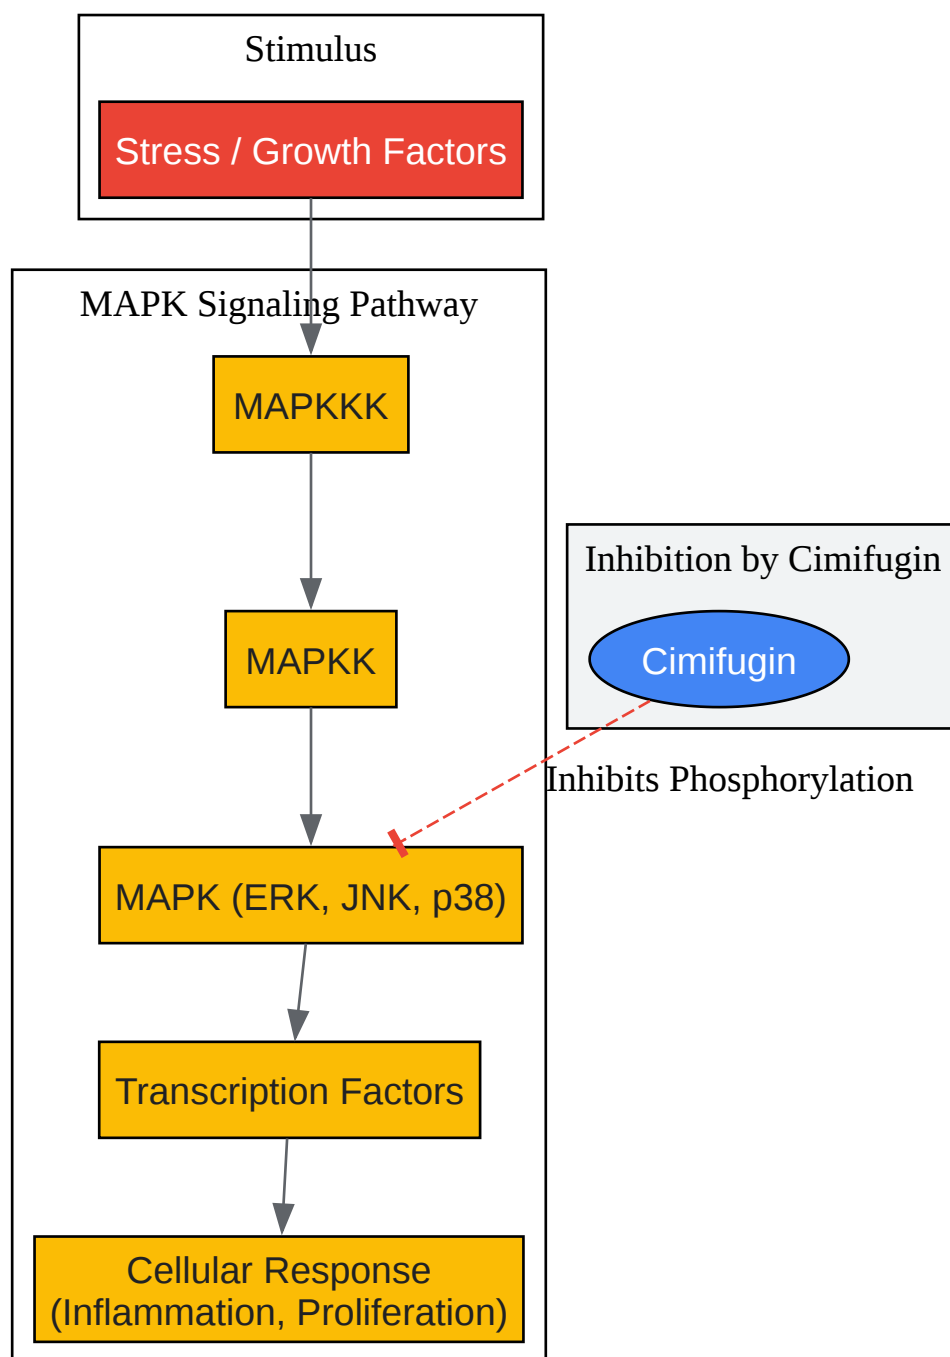 Stimulus
Stress / Growth Factors
MAPK Signaling Pathway
MAPKKK
Inhibition by Cimifugin
MAPKK
Cimifugin
Inhibits Phosphorylation
MAPK (ERK, JNK, p38)
Transcription Factors
Cellular Response
(Inflammation, Proliferation)